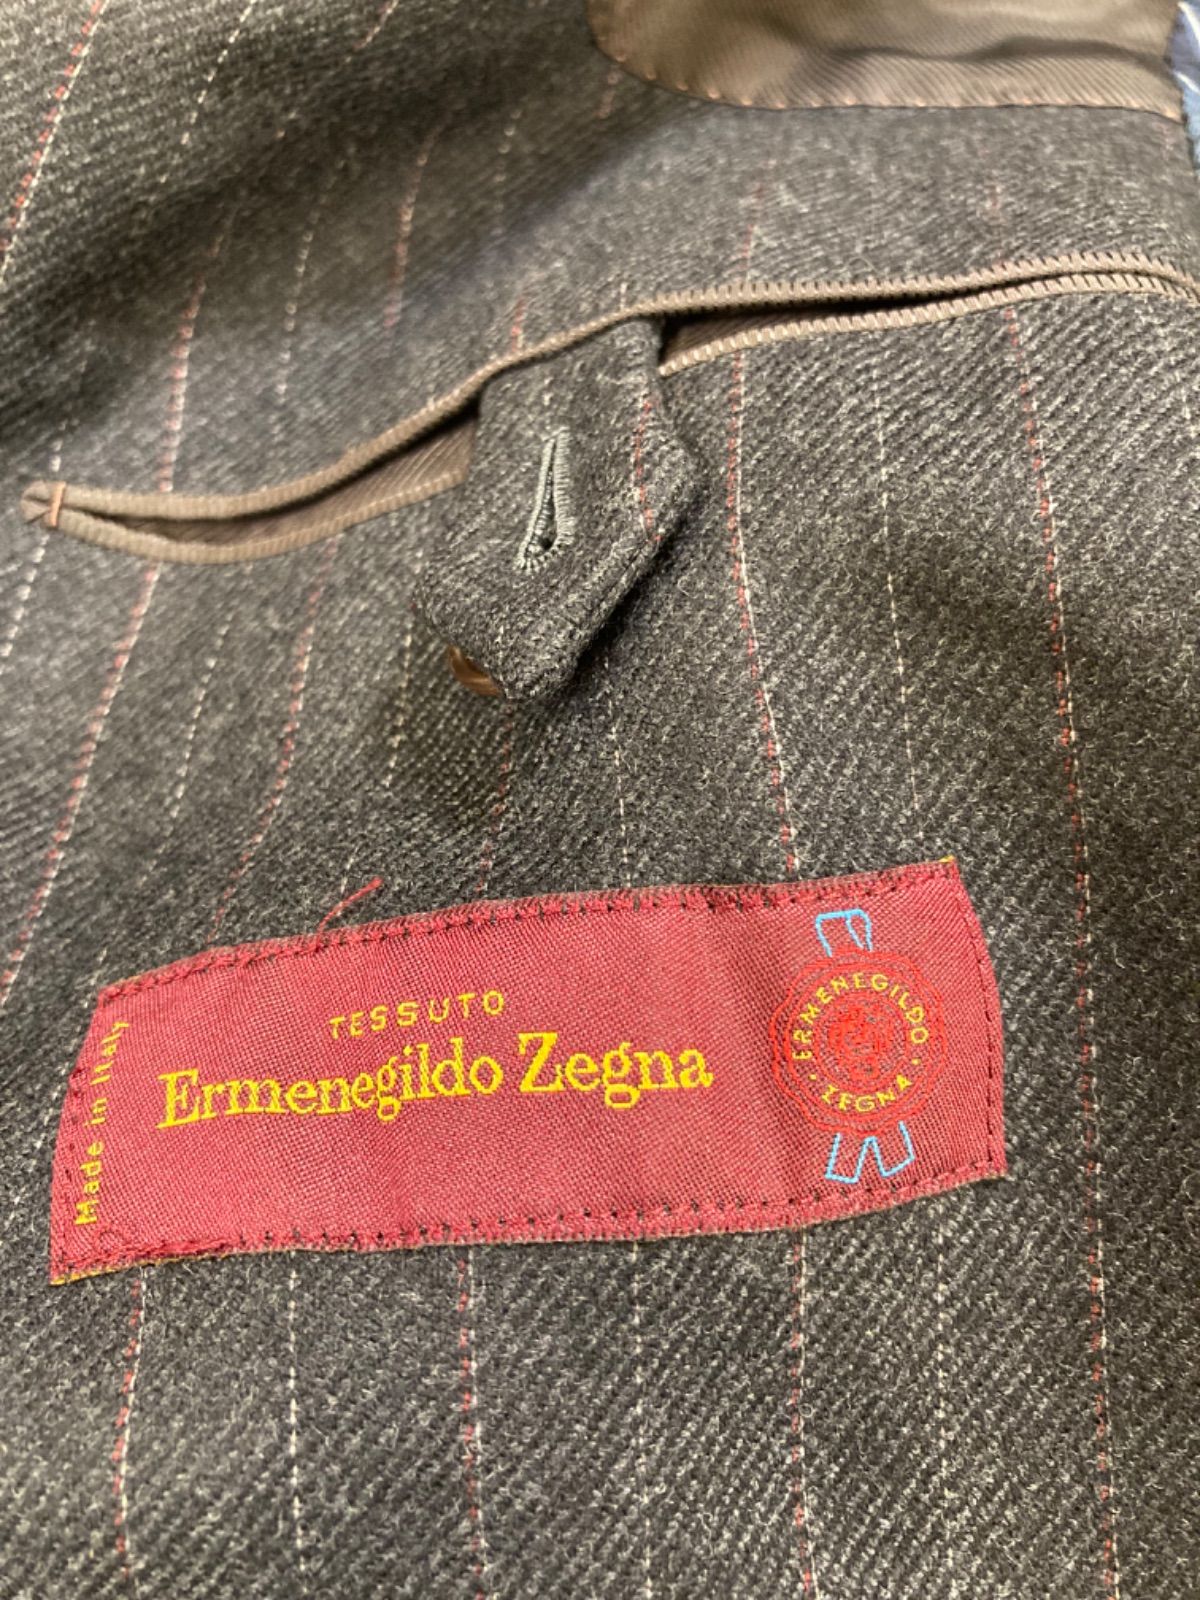 TESSUTO
Ermenegildo Zegna
Made in Italy
ERMENEGILDO
· ZEGNA ·